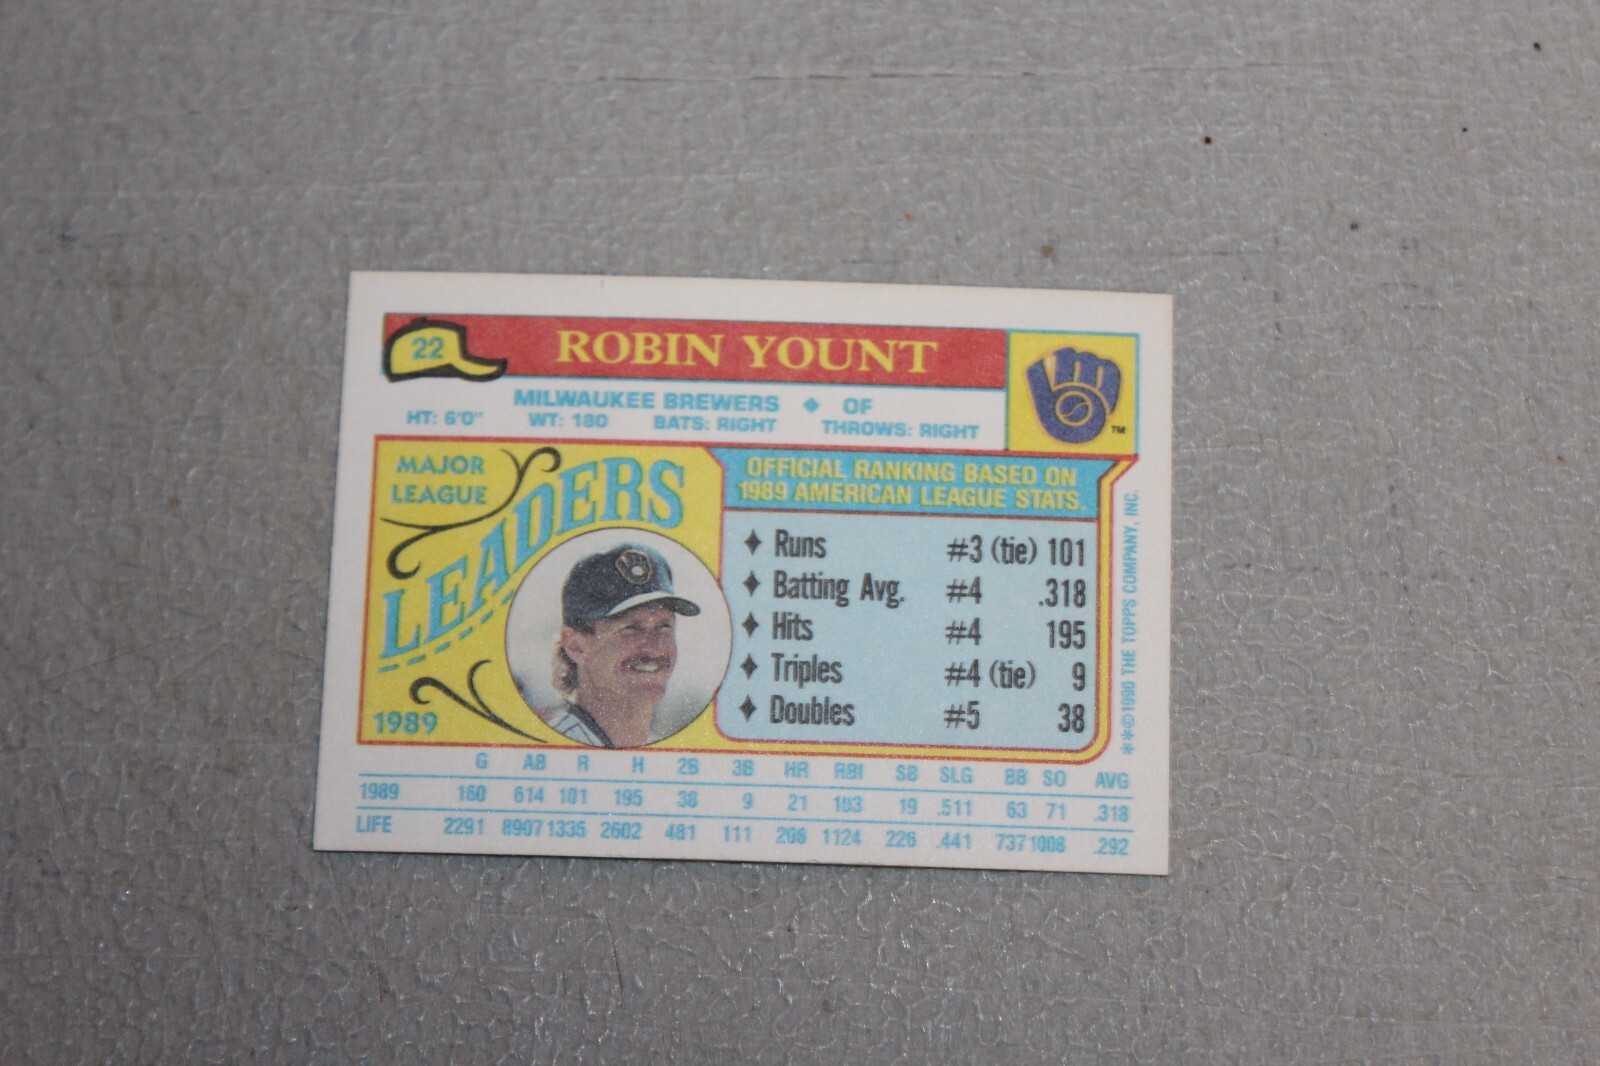 22
ROBIN YOUNT
MILWAUKEE BREWERS ♦ OF
HT: 6'0" WT: 180 BATS: RIGHT THROWS: RIGHT
TM
MAJOR
LEAGUE
LEADERS
1989
OFFICIAL RANKING BASED ON
1989 AMERICAN LEAGUE STATS.
♦ Runs #3 (tie) 101
♦ Batting Avg. #4 .318
♦ Hits #4 195
♦ Triples #4 (tie) 9
♦ Doubles #5 38
**©1990 THE TOPPS COMPANY, INC.
G AB R H 2B 3B HR RBI SB SLG BB SO AVG
1989 160 614 101 195 38 9 21 103 19 .511 63 71 .318
LIFE 2291 8907 1335 2602 481 111 208 1124 226 .441 737 1008 .292